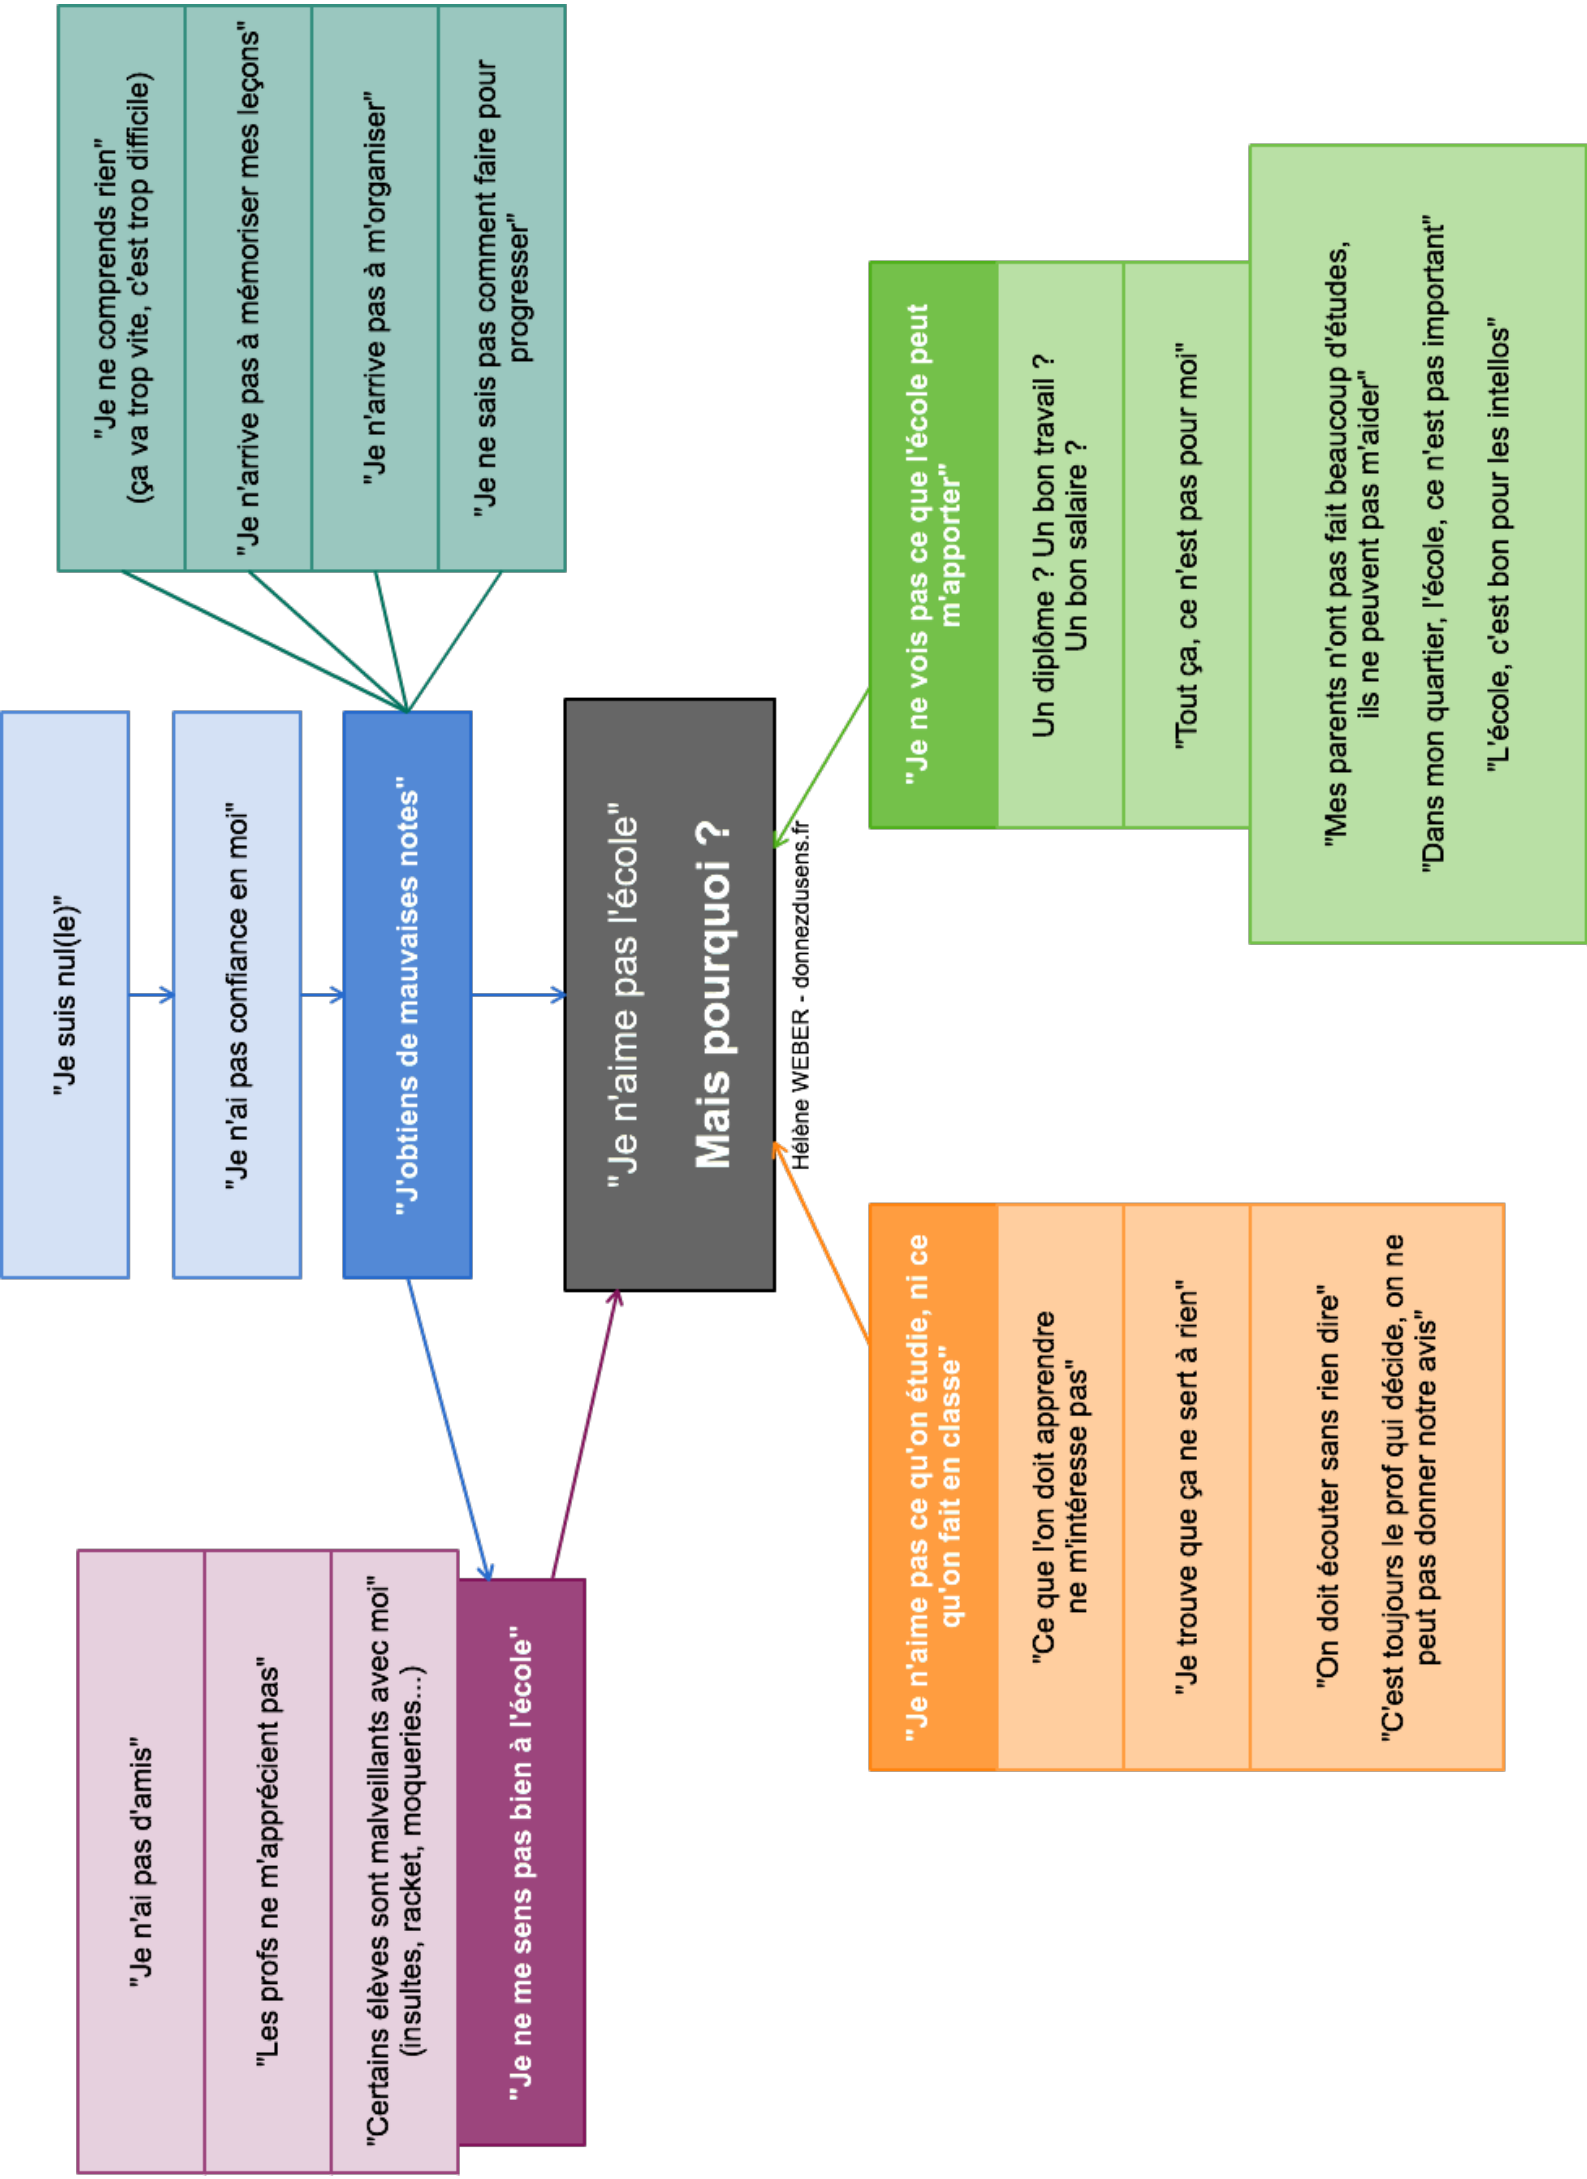 "Je suis nul(le)"
"Je n'ai pas confiance en moi"
"J'obtiens de mauvaises notes"
"Je ne comprends rien"
(ça va trop vite, c'est trop difficile)
"Je n'arrive pas à mémoriser mes leçons"
"Je n'arrive pas à m'organiser"
"Je ne sais pas comment faire pour
progresser"
"Je n'ai pas d'amis"
"Les profs ne m'apprécient pas"
"Certains élèves sont malveillants avec moi"
(insultes, racket, moqueries...)
"Je ne me sens pas bien à l'école"
"Je n'aime pas l'école"
Mais pourquoi ?
Hélène WEBER - donnezdusens.fr
"Je n'aime pas ce qu'on étudie, ni ce
qu'on fait en classe"
"Ce que l'on doit apprendre
ne m'intéresse pas"
"Je trouve que ça ne sert à rien"
"On doit écouter sans rien dire"
"C'est toujours le prof qui décide, on ne
peut pas donner notre avis"
"Je ne vois pas ce que l'école peut
m'apporter"
Un diplôme ? Un bon travail ?
Un bon salaire ?
"Tout ça, ce n'est pas pour moi"
"Mes parents n'ont pas fait beaucoup d'études,
ils ne peuvent pas m'aider"
"Dans mon quartier, l'école, ce n'est pas important"
"L'école, c'est bon pour les intellos"